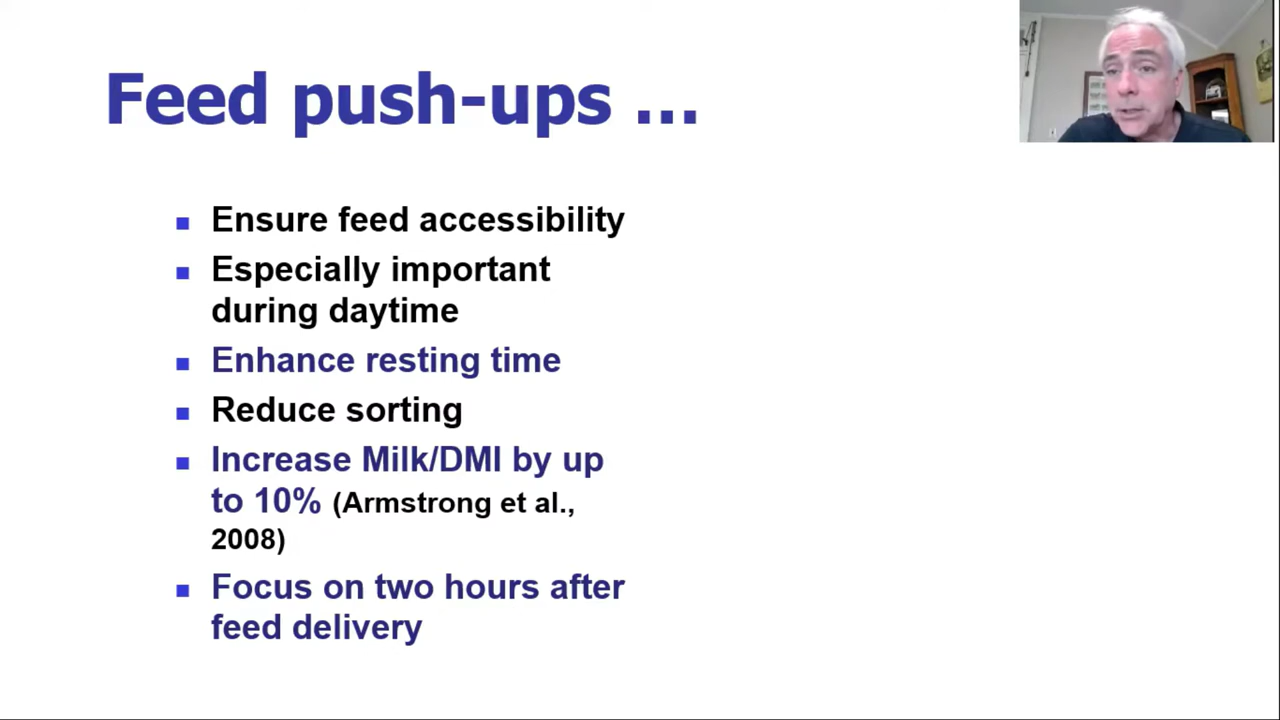 Feed push-ups ...
Ensure feed accessibility
Especially important
during daytime
Enhance resting time
Reduce sorting
Increase Milk/DMI by up
to 10% (Armstrong et al.,
2008)
Focus on two hours after
feed delivery